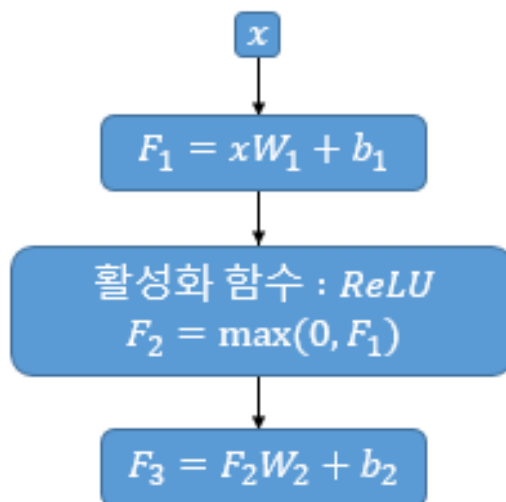 x
F₁ = xW₁ + b₁
활성화 함수 : ReLU
F₂ = max(0, F₁)
F₃ = F₂W₂ + b₂